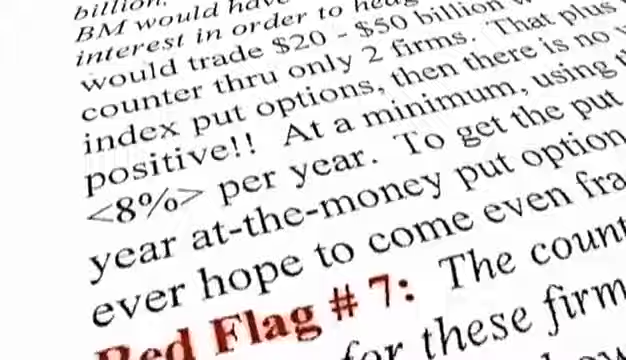 billion.
BM would have
interest in order to hedg
would trade $20 - $50 billion
counter thru only 2 firms. That plus
index put options, then there is no
positive!! At a minimum, using
<8%> per year. To get the put
year at-the-money put option
ever hope to come even fra
Red Flag # 7: The count
for these firm